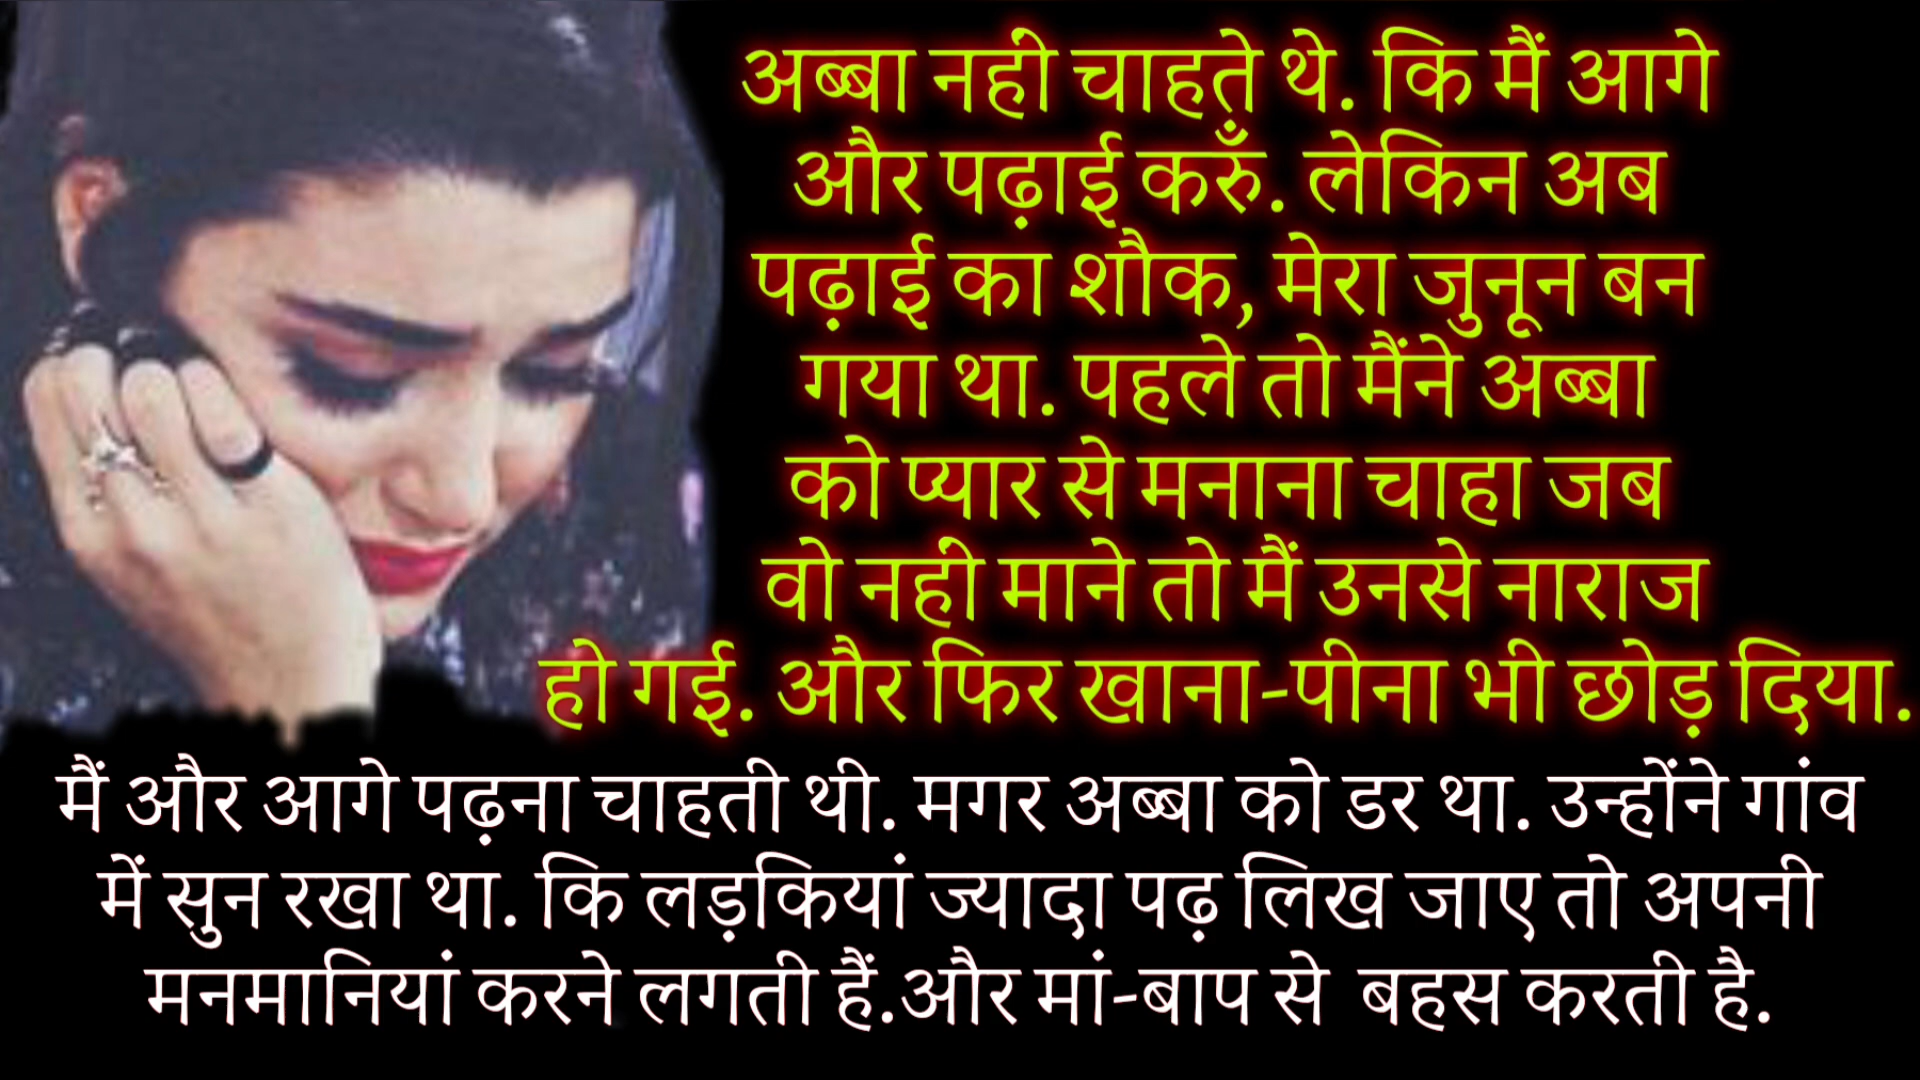 अब्बा नही चाहते थे. कि मैं आगे
और पढ़ाई करुँ. लेकिन अब
पढ़ाई का शौक, मेरा जुनून बन
गया था. पहले तो मैंने अब्बा
को प्यार से मनाना चाहा जब
वो नही माने तो मैं उनसे नाराज
हो गई. और फिर खाना-पीना भी छोड़ दिया.
मैं और आगे पढ़ना चाहती थी. मगर अब्बा को डर था. उन्होंने गांव
में सुन रखा था. कि लड़कियां ज्यादा पढ़ लिख जाए तो अपनी
मनमानियां करने लगती हैं.और मां-बाप से बहस करती है.